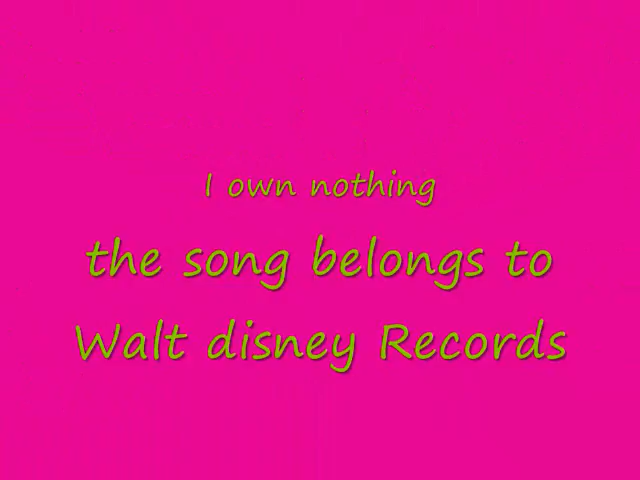 I own nothing
the song belongs to
Walt disney Records